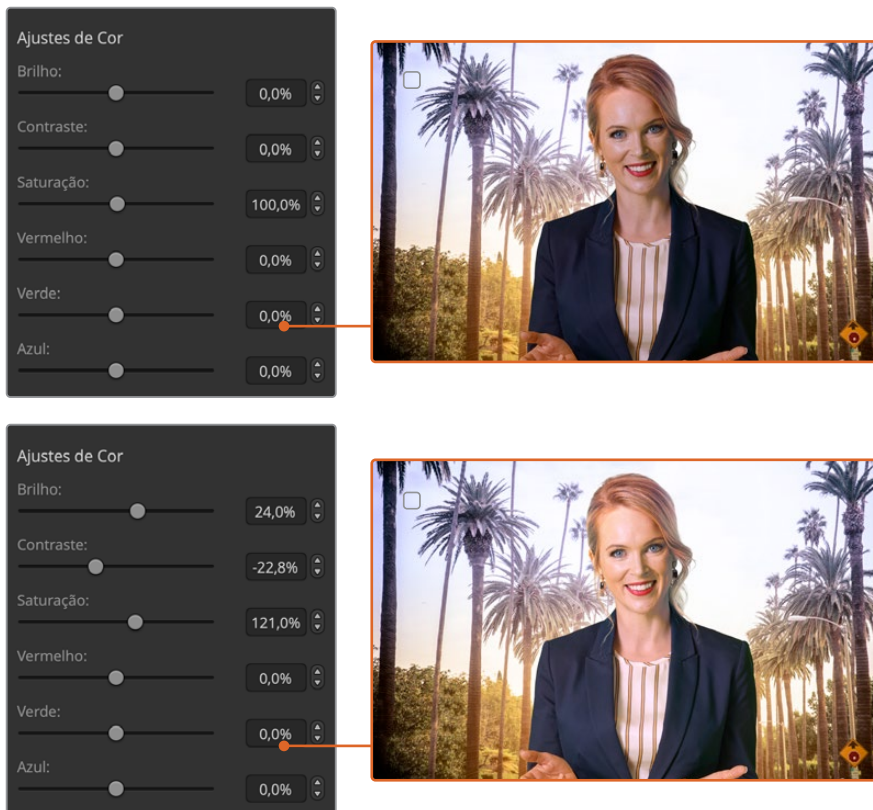 Ajustes de Cor
Brilho:
0,0%
Contraste:
0,0%
Saturação:
100,0%
Vermelho:
0,0%
Verde:
0,0%
Azul:
0,0%
Ajustes de Cor
Brilho:
24,0%
Contraste:
-22,8%
Saturação:
121,0%
Vermelho:
0,0%
Verde:
0,0%
Azul:
0,0%